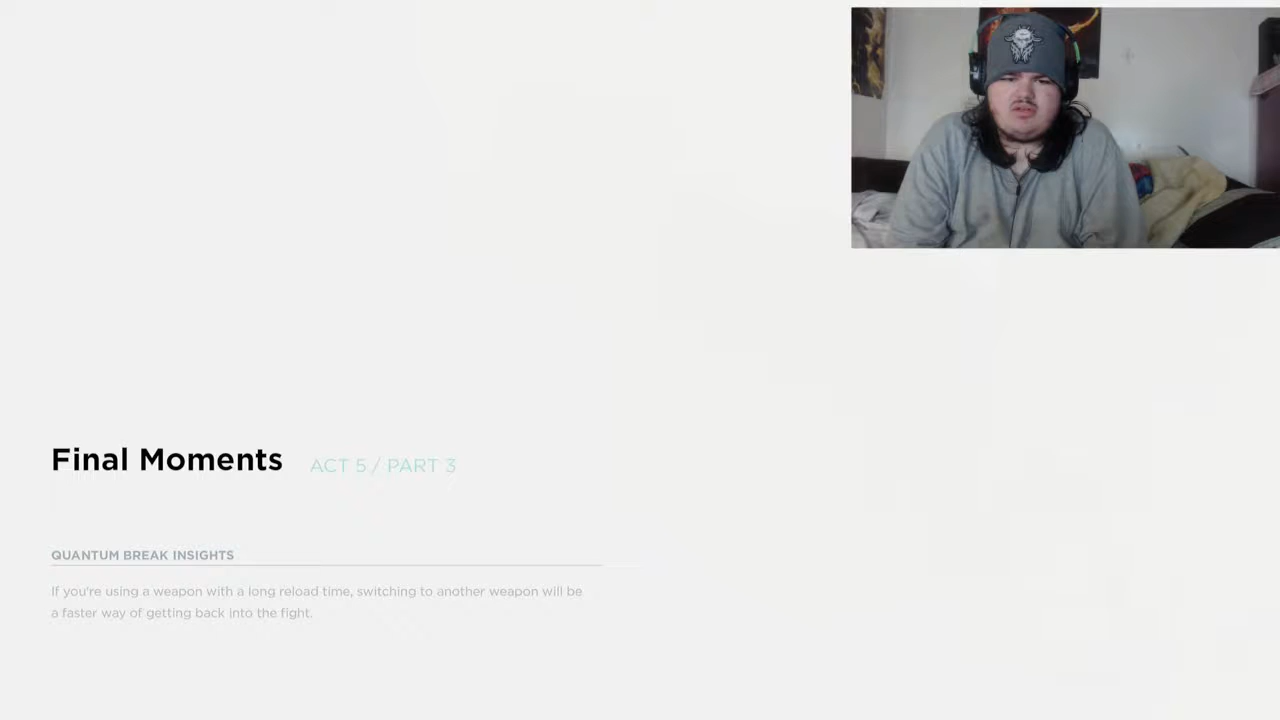 Final Moments ACT 5 / PART 3
QUANTUM BREAK INSIGHTS
If you're using a weapon with a long reload time, switching to another weapon will be
a faster way of getting back into the fight.